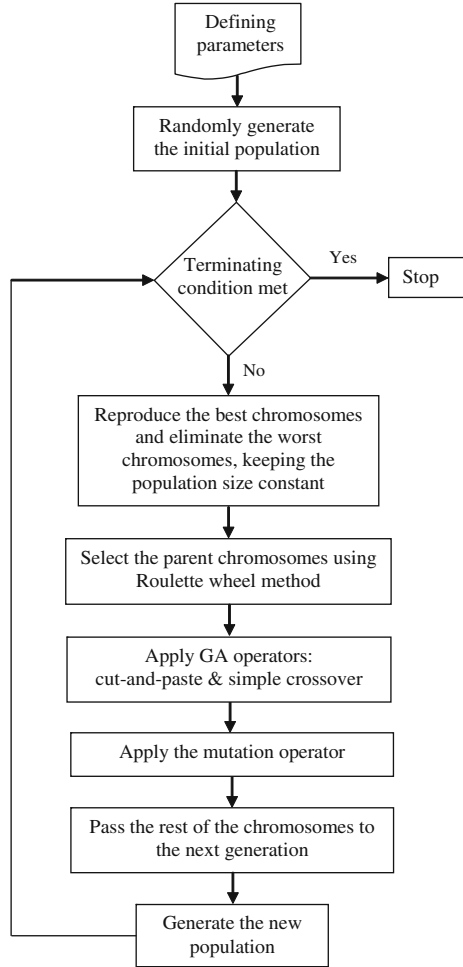 Defining
parameters
Randomly generate
the initial population
Terminating
condition met
Yes
Stop
No
Reproduce the best chromosomes
and eliminate the worst
chromosomes, keeping the
population size constant
Select the parent chromosomes using
Roulette wheel method
Apply GA operators:
cut-and-paste & simple crossover
Apply the mutation operator
Pass the rest of the chromosomes to
the next generation
Generate the new
population